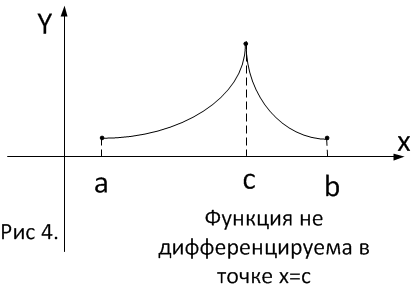 Y
x
a
c
b
Рис 4.
Функция не
дифференцируема в
точке x=c